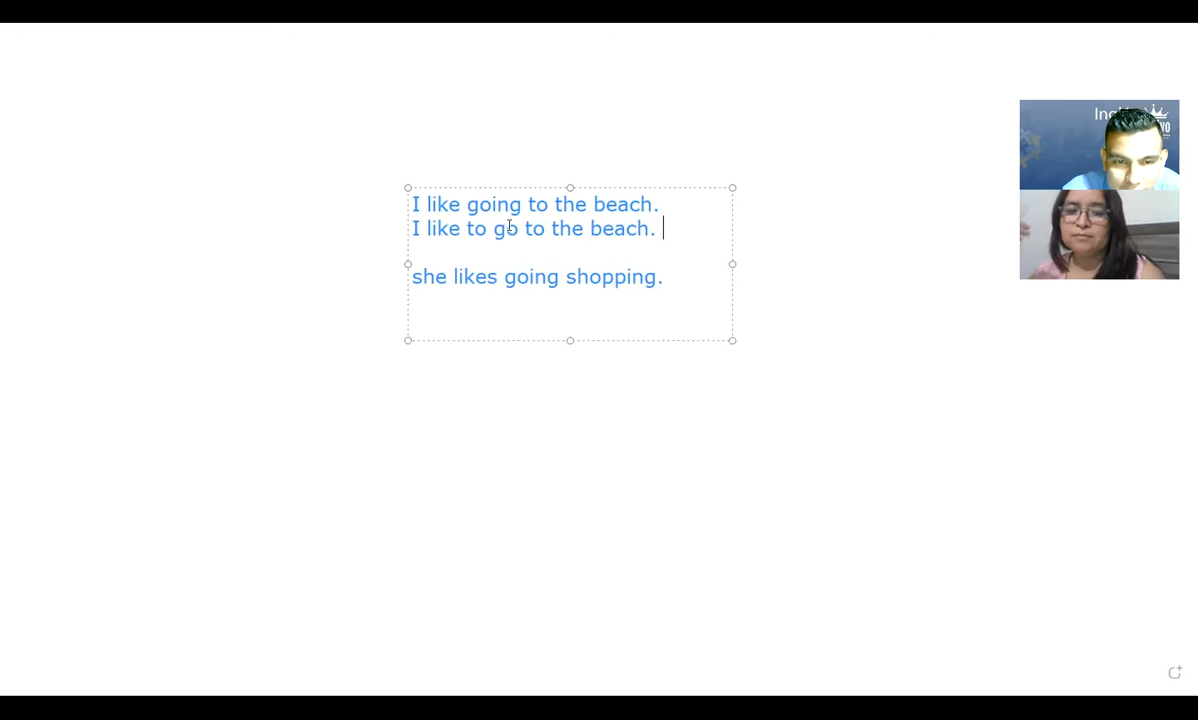 I like going to the beach.
I like to go to the beach.
she likes going shopping.